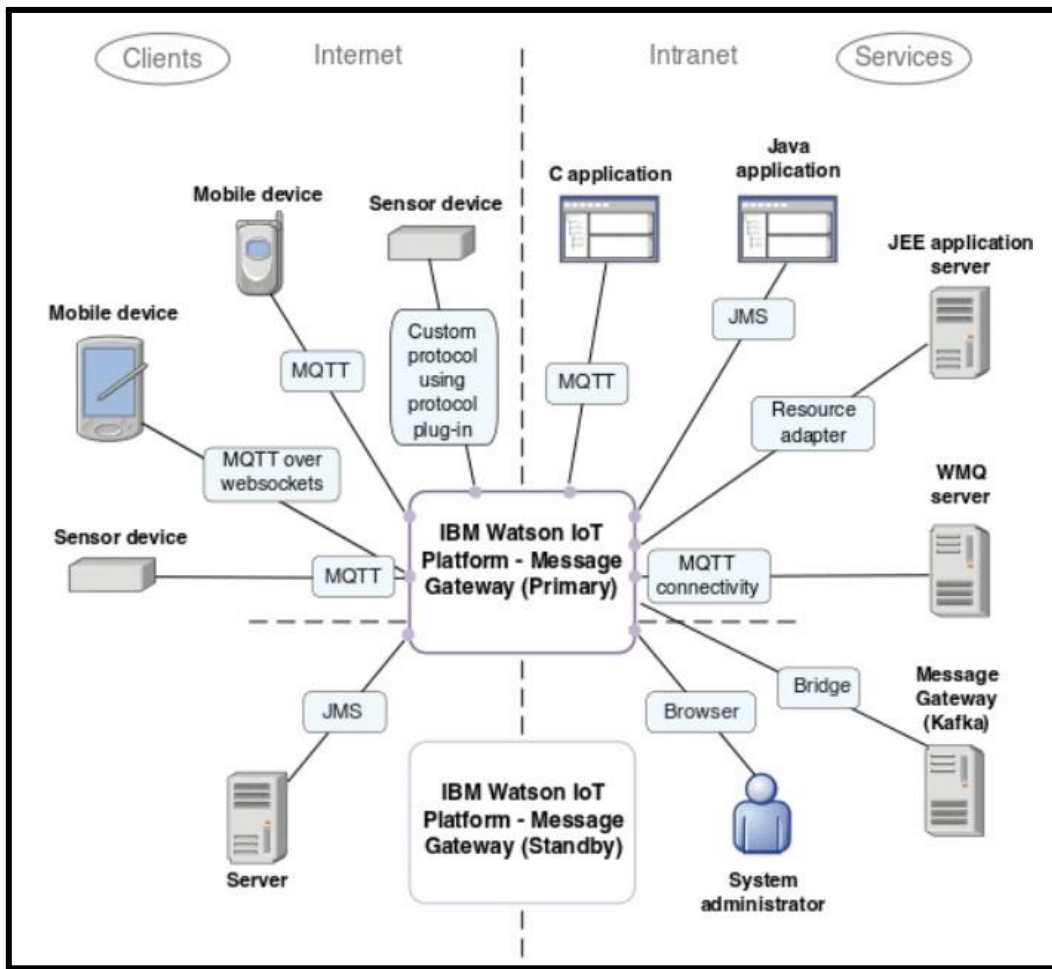 Clients
Internet
Intranet
Services
Mobile device
Sensor device
C application
Java
application
Mobile device
JEE application
server
MQTT
Custom
protocol
using
protocol
plug-in
MQTT
JMS
Resource
adapter
MQTT over
websockets
Sensor device
MQTT
IBM Watson IoT
Platform - Message
Gateway (Primary)
MQTT
connectivity
WMQ
server
JMS
Browser
Bridge
Message
Gateway
(Kafka)
Server
IBM Watson IoT
Platform - Message
Gateway (Standby)
System
administrator